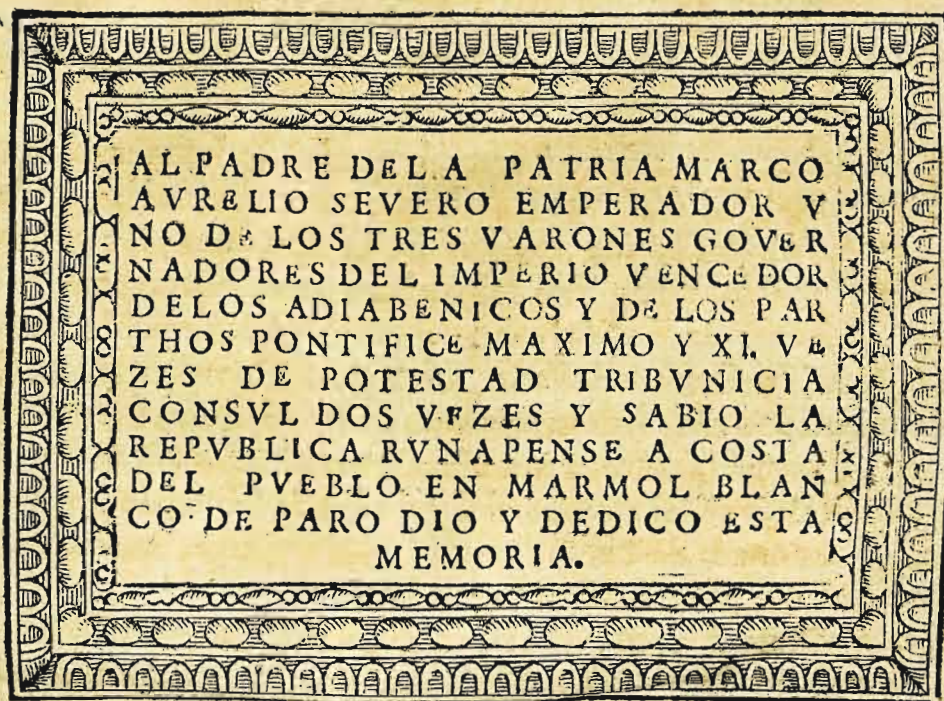 AL PADRE DEL A PATRIA MARCO
AVRELIO SEVERO EMPERADOR V
NO DE LOS TRES VARONES GOVER
NADORES DEL IMPERIO VENCEDOR
DELOS ADIABENICOS Y DE LOS PAR
THOS PONTIFICE MAXIMO Y XI. VE
ZES DE POTESTAD TRIBVNICIA
CONSVL DOS VEZES Y SABIO LA
REPVBLICA RVNAPENSE A COSTA
DEL PVEBLO EN MARMOL BLAN
CO DE PARO DIO Y DEDICO ESTA
MEMORIA.